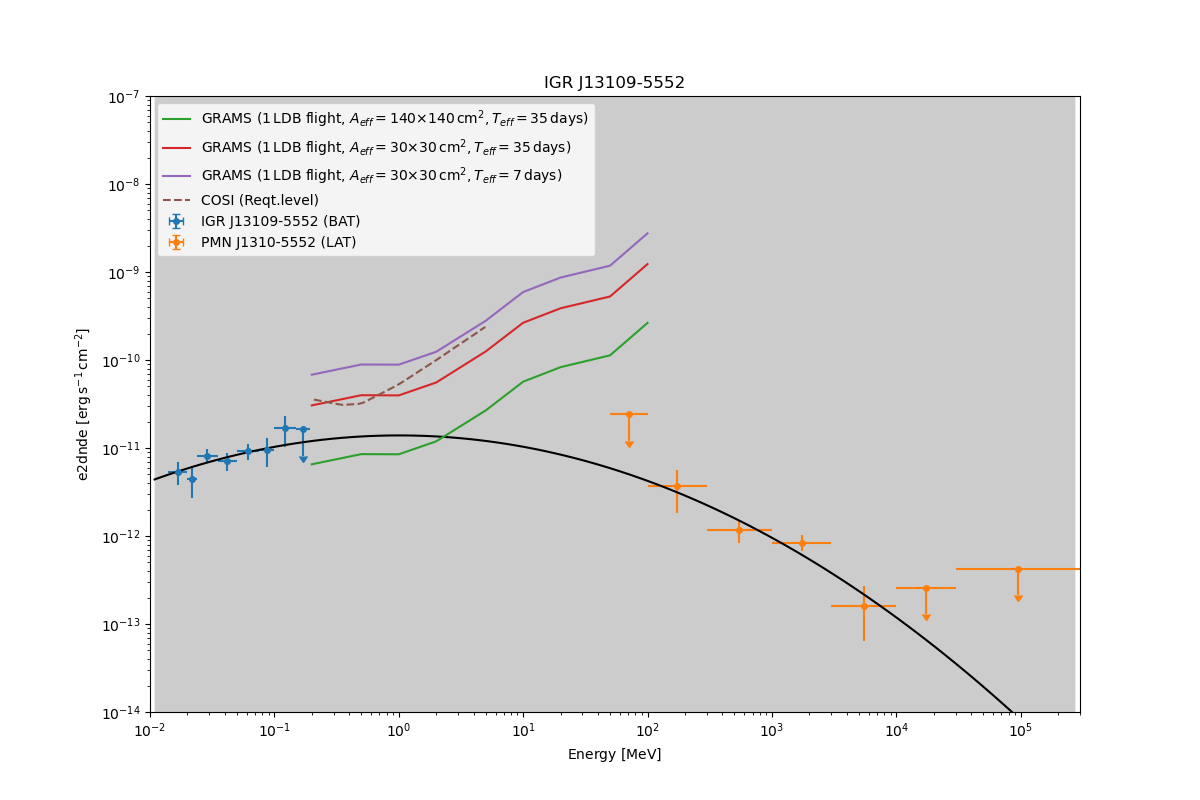 IGR J13109-5552
GRAMS (1 LDB flight, A_eff = 140×140 cm², T_eff = 35 days)
GRAMS (1 LDB flight, A_eff = 30×30 cm², T_eff = 35 days)
GRAMS (1 LDB flight, A_eff = 30×30 cm², T_eff = 7 days)
COSI (Reqt.level)
IGR J13109-5552 (BAT)
PMN J1310-5552 (LAT)
e2dnde [erg s⁻¹ cm⁻²]
10⁻⁷
10⁻⁸
10⁻⁹
10⁻¹⁰
10⁻¹¹
10⁻¹²
10⁻¹³
10⁻¹⁴
10⁻² 10⁻¹ 10⁰ 10¹ 10² 10³ 10⁴ 10⁵
Energy [MeV]